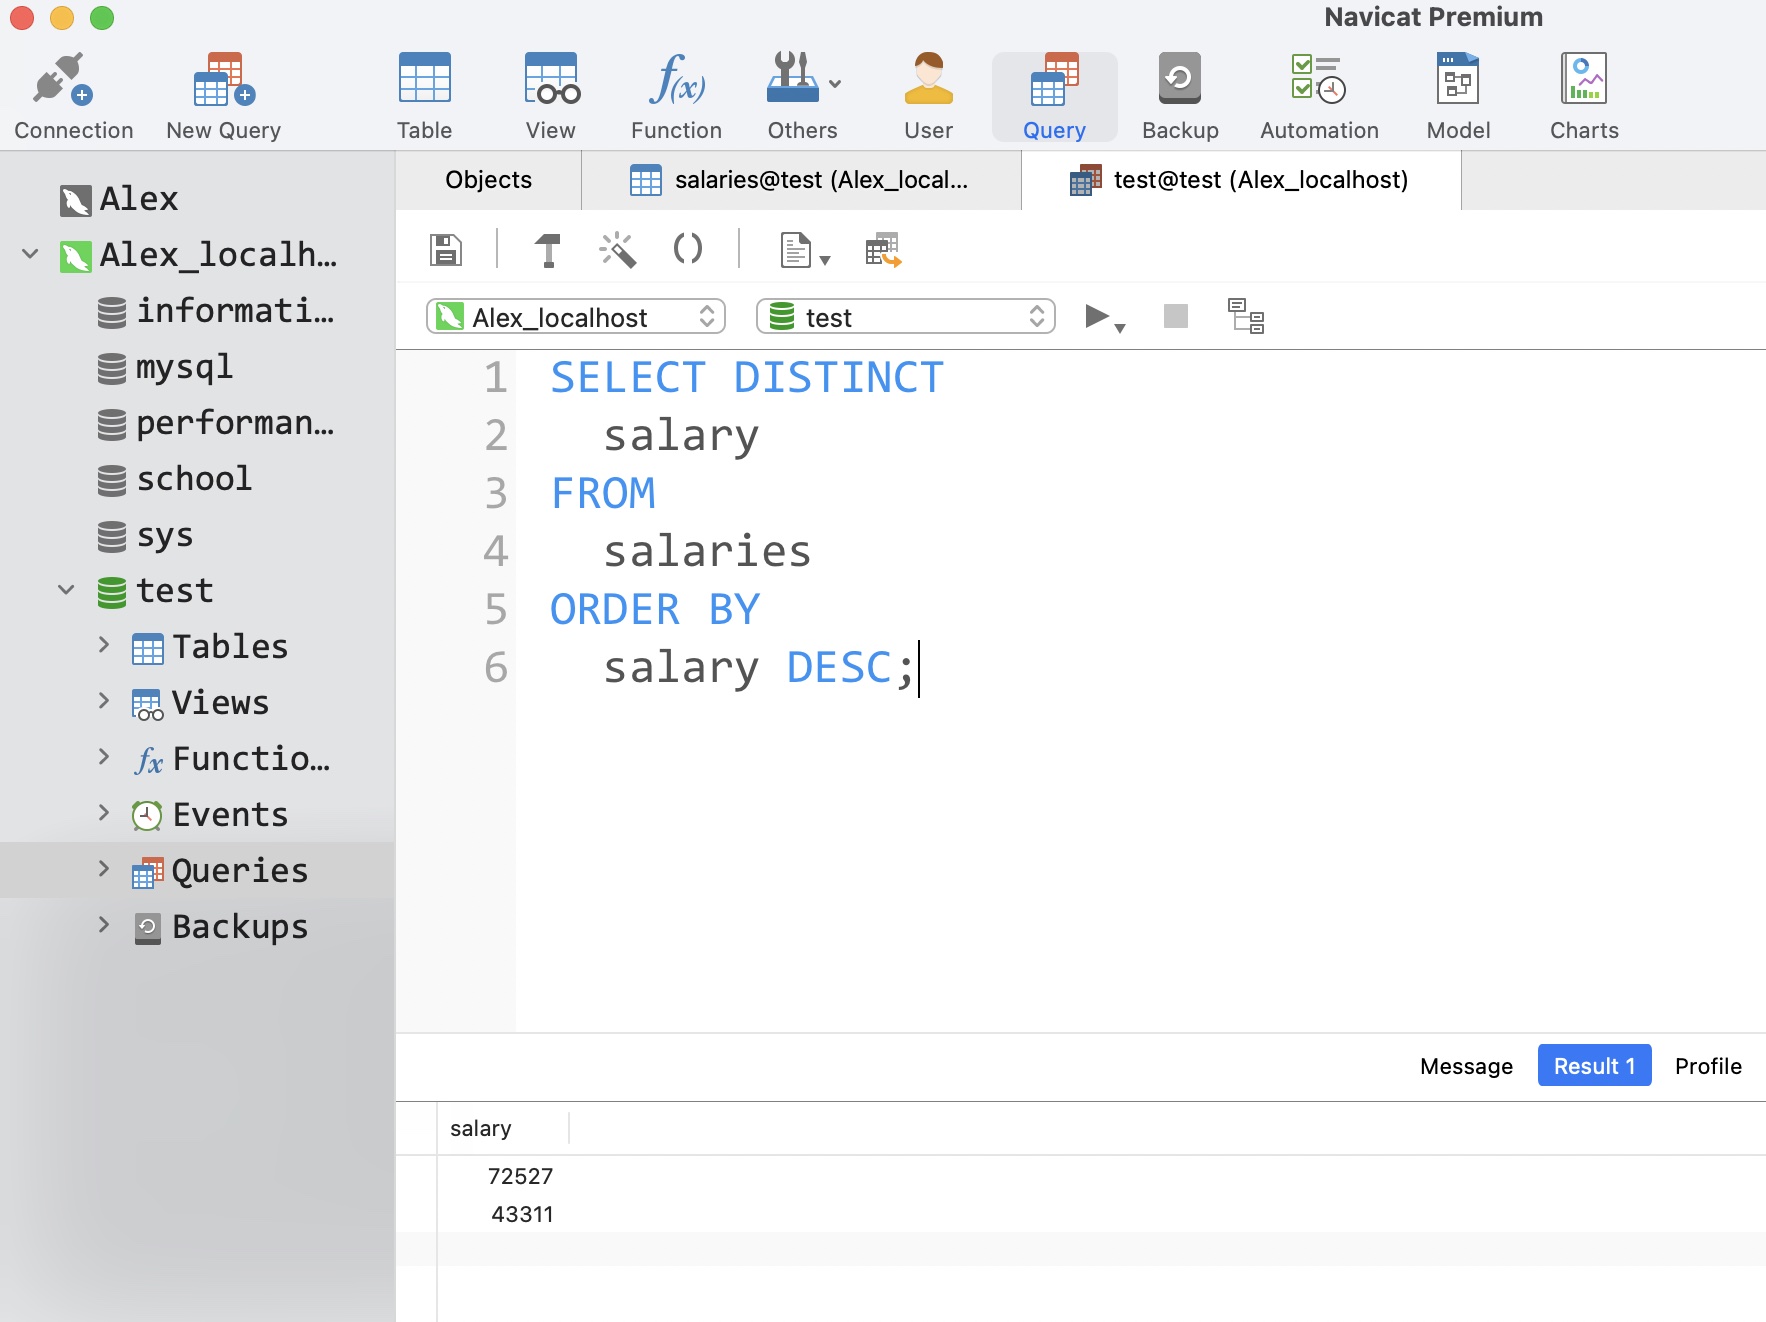 Navicat Premium
Connection
New Query
Table
View
f(x)
Function
Others
User
Query
Backup
Automation
Model
Charts
Objects
salaries@test (Alex_local...
test@test (Alex_localhost)
Alex
Alex_localh...
informati...
mysql
performan...
school
sys
test
Tables
Views
fx Functio...
Events
Queries
Backups
Alex_localhost
test
1 SELECT DISTINCT
2 salary
3 FROM
4 salaries
5 ORDER BY
6 salary DESC;
Message
Result 1
Profile
salary
72527
43311